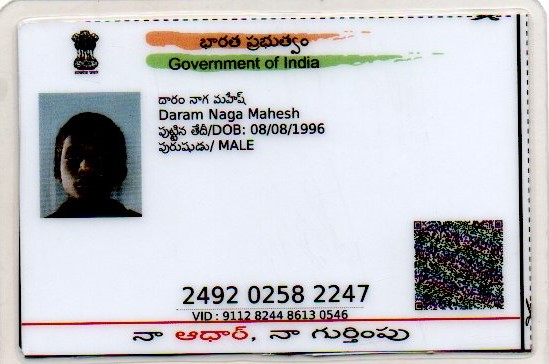 భారత ప్రభుత్వం
Government of India
దారం నాగ మహేష్
Daram Naga Mahesh
పుట్టిన తేదీ/DOB: 08/08/1996
పురుషుడు/ MALE
2492 0258 2247
VID : 9112 8244 8613 0546
నా ఆధార్, నా గుర్తింపు